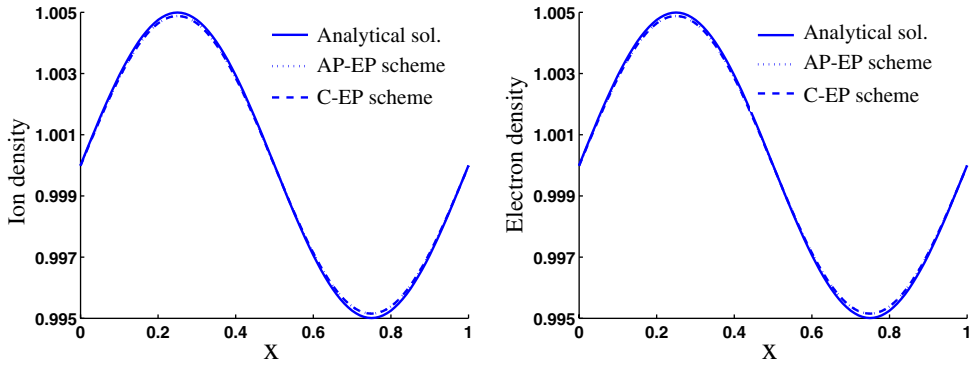 1.005
1.003
1.001
0.999
0.997
0.995
Ion density
Analytical sol.
AP-EP scheme
C-EP scheme
0 0.2 0.4 0.6 0.8 1
X
1.005
1.003
1.001
0.999
0.997
0.995
Electron density
Analytical sol.
AP-EP scheme
C-EP scheme
0 0.2 0.4 0.6 0.8 1
X